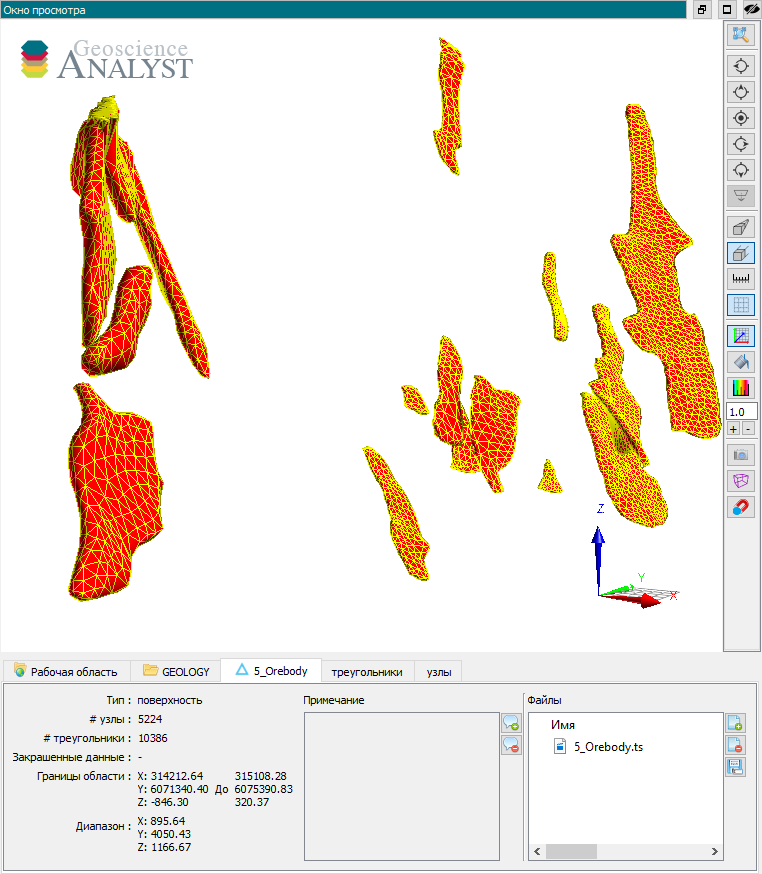 Окно просмотра
Geoscience
ANALYST
1.0
+ -
Z
Y
X
Рабочая область GEOLOGY 5_Orebody треугольники узлы
Тип : поверхность
# узлы : 5224
# треугольники : 10386
Закрашенные данные : -
Границы области : X: 314212.64 315108.28
Y: 6071340.40 До 6075390.83
Z: -846.30 320.37
Диапазон : X: 895.64
Y: 4050.43
Z: 1166.67
Примечание
Файлы
Имя
5_Orebody.ts